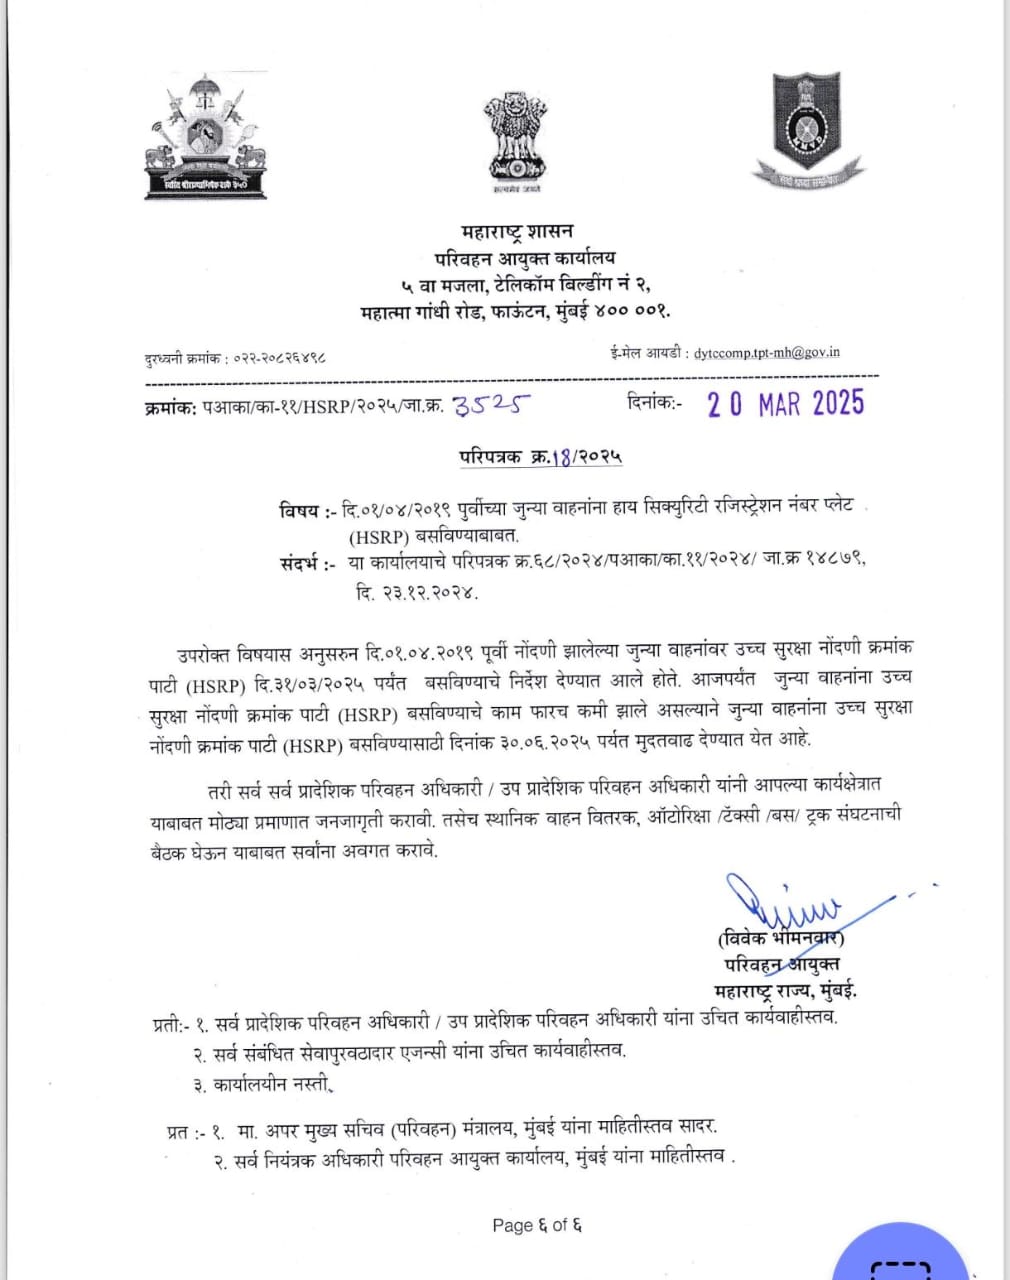 स्वस्ति श्रीराज्याभिषेक शके ३५०
सत्यमेव जयते
MMVD
महाराष्ट्र शासन
परिवहन आयुक्त कार्यालय
५ वा मजला, टेलिकॉम बिल्डींग नं २,
महात्मा गांधी रोड, फाऊंटन, मुंबई ४०० ००१.
दुरध्वनी क्रमांक : ०२२-२०८२६४९८
ई-मेल आयडी : dytccomp.tpt-mh@gov.in
क्रमांक: पआका/का-११/HSRP/२०२५/जा.क्र. 3525
दिनांक:- 20 MAR 2025
परिपत्रक क्र.18/२०२५
विषय :- दि.०१/०४/२०१९ पुर्वीच्या जुन्या वाहनांना हाय सिक्युरिटी रजिस्ट्रेशन नंबर प्लेट
(HSRP) बसविण्याबाबत.
संदर्भ :- या कार्यालयाचे परिपत्रक क्र.६८/२०२४/पआका/का.११/२०२४/ जा.क्र १४८७९,
दि. २३.१२.२०२४.
उपरोक्त विषयास अनुसरुन दि.०१.०४.२०१९ पूर्वी नोंदणी झालेल्या जुन्या वाहनांवर उच्च सुरक्षा नोंदणी क्रमांक
पाटी (HSRP) दि.३१/०३/२०२५ पर्यंत बसविण्याचे निर्देश देण्यात आले होते. आजपर्यंत जुन्या वाहनांना उच्च
सुरक्षा नोंदणी क्रमांक पाटी (HSRP) बसविण्याचे काम फारच कमी झाले असल्याने जुन्या वाहनांना उच्च सुरक्षा
नोंदणी क्रमांक पाटी (HSRP) बसविण्यासाठी दिनांक ३०.०६.२०२५ पर्यत मुदतवाढ देण्यात येत आहे.
तरी सर्व सर्व प्रादेशिक परिवहन अधिकारी / उप प्रादेशिक परिवहन अधिकारी यांनी आपल्या कार्यक्षेत्रात
याबाबत मोठ्या प्रमाणात जनजागृती करावी. तसेच स्थानिक वाहन वितरक, ऑटोरिक्षा /टॅक्सी /बस/ ट्रक संघटनाची
बैठक घेऊन याबाबत सर्वांना अवगत करावे.
(विवेक भीमनवार)
परिवहन आयुक्त
महाराष्ट्र राज्य, मुंबई.
प्रती:- १. सर्व प्रादेशिक परिवहन अधिकारी / उप प्रादेशिक परिवहन अधिकारी यांना उचित कार्यवाहीस्तव.
२. सर्व संबंधित सेवापुरवठादार एजन्सी यांना उचित कार्यवाहीस्तव.
३. कार्यालयीन नस्ती.
प्रत :- १. मा. अपर मुख्य सचिव (परिवहन) मंत्रालय, मुंबई यांना माहितीस्तव सादर.
२. सर्व नियंत्रक अधिकारी परिवहन आयुक्त कार्यालय, मुंबई यांना माहितीस्तव .
Page ६ of ६